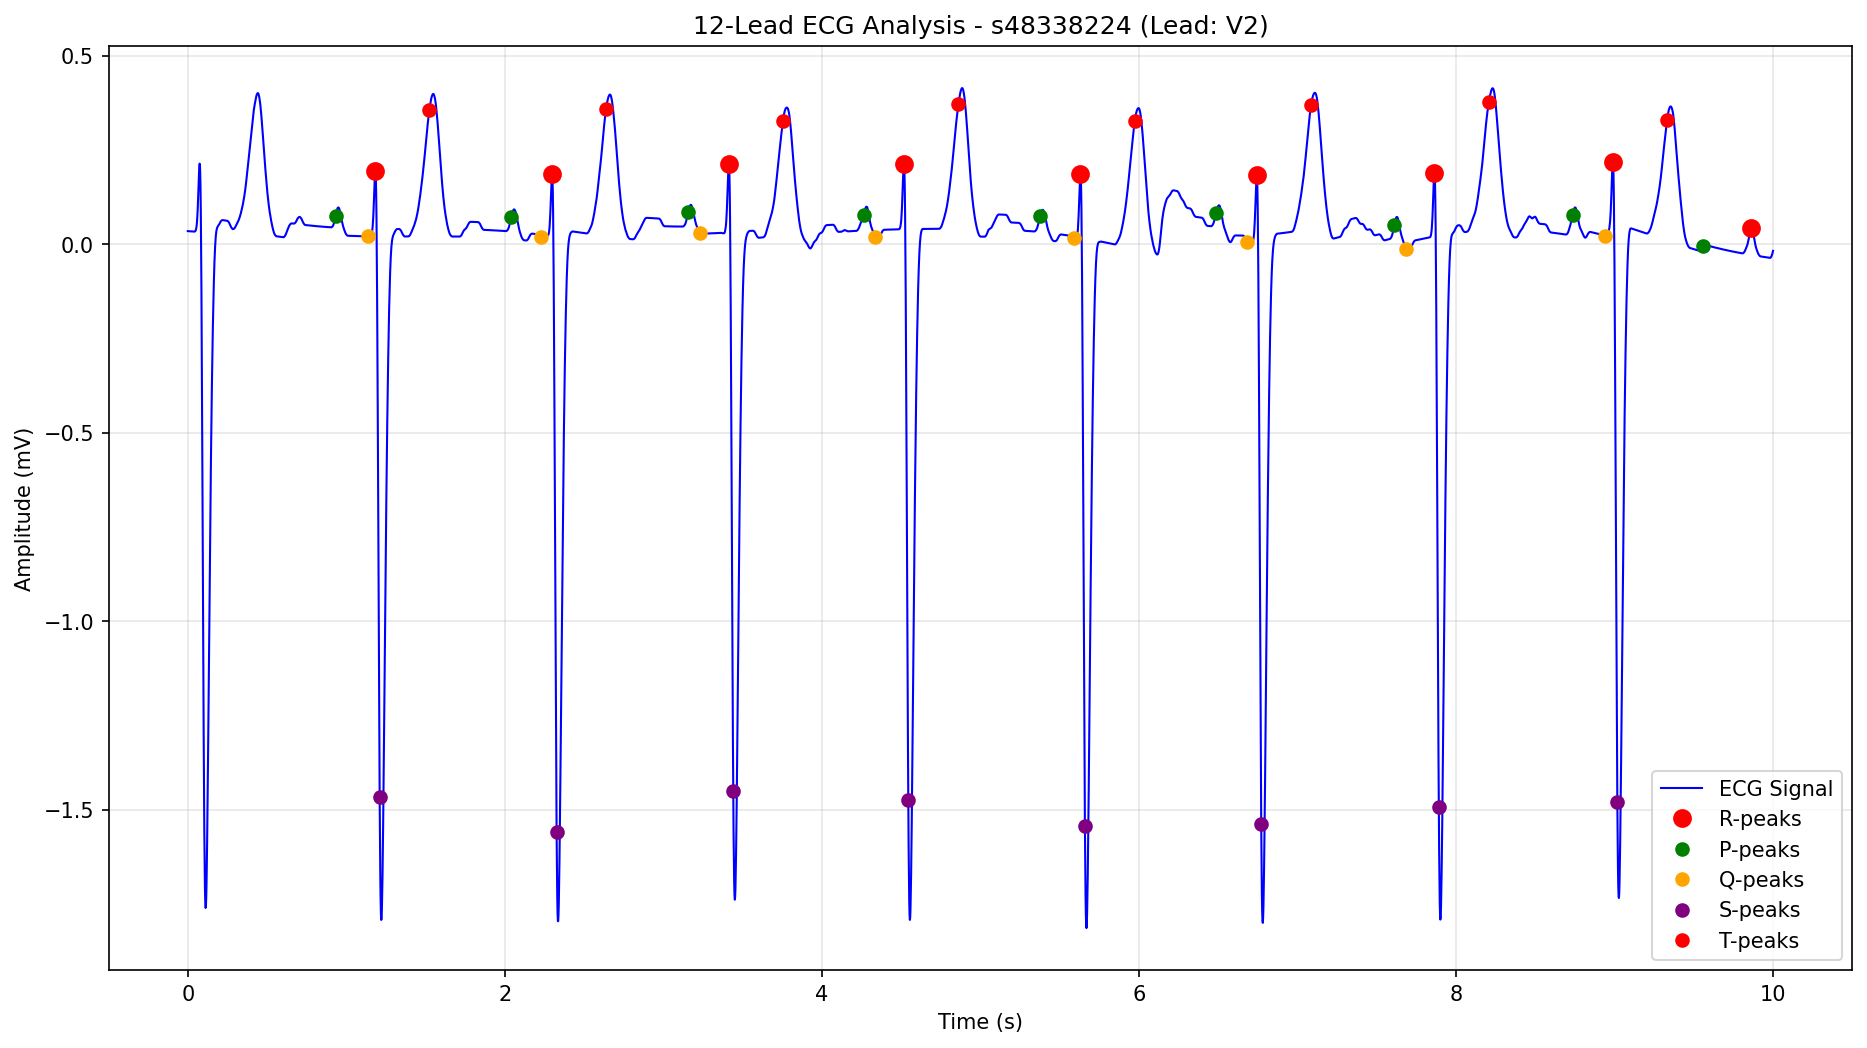 12-Lead ECG Analysis - s48338224 (Lead: V2)
0.5
0.0
−0.5
−1.0
−1.5
Amplitude (mV)
0 2 4 6 8 10
Time (s)
ECG Signal
R-peaks
P-peaks
Q-peaks
S-peaks
T-peaks